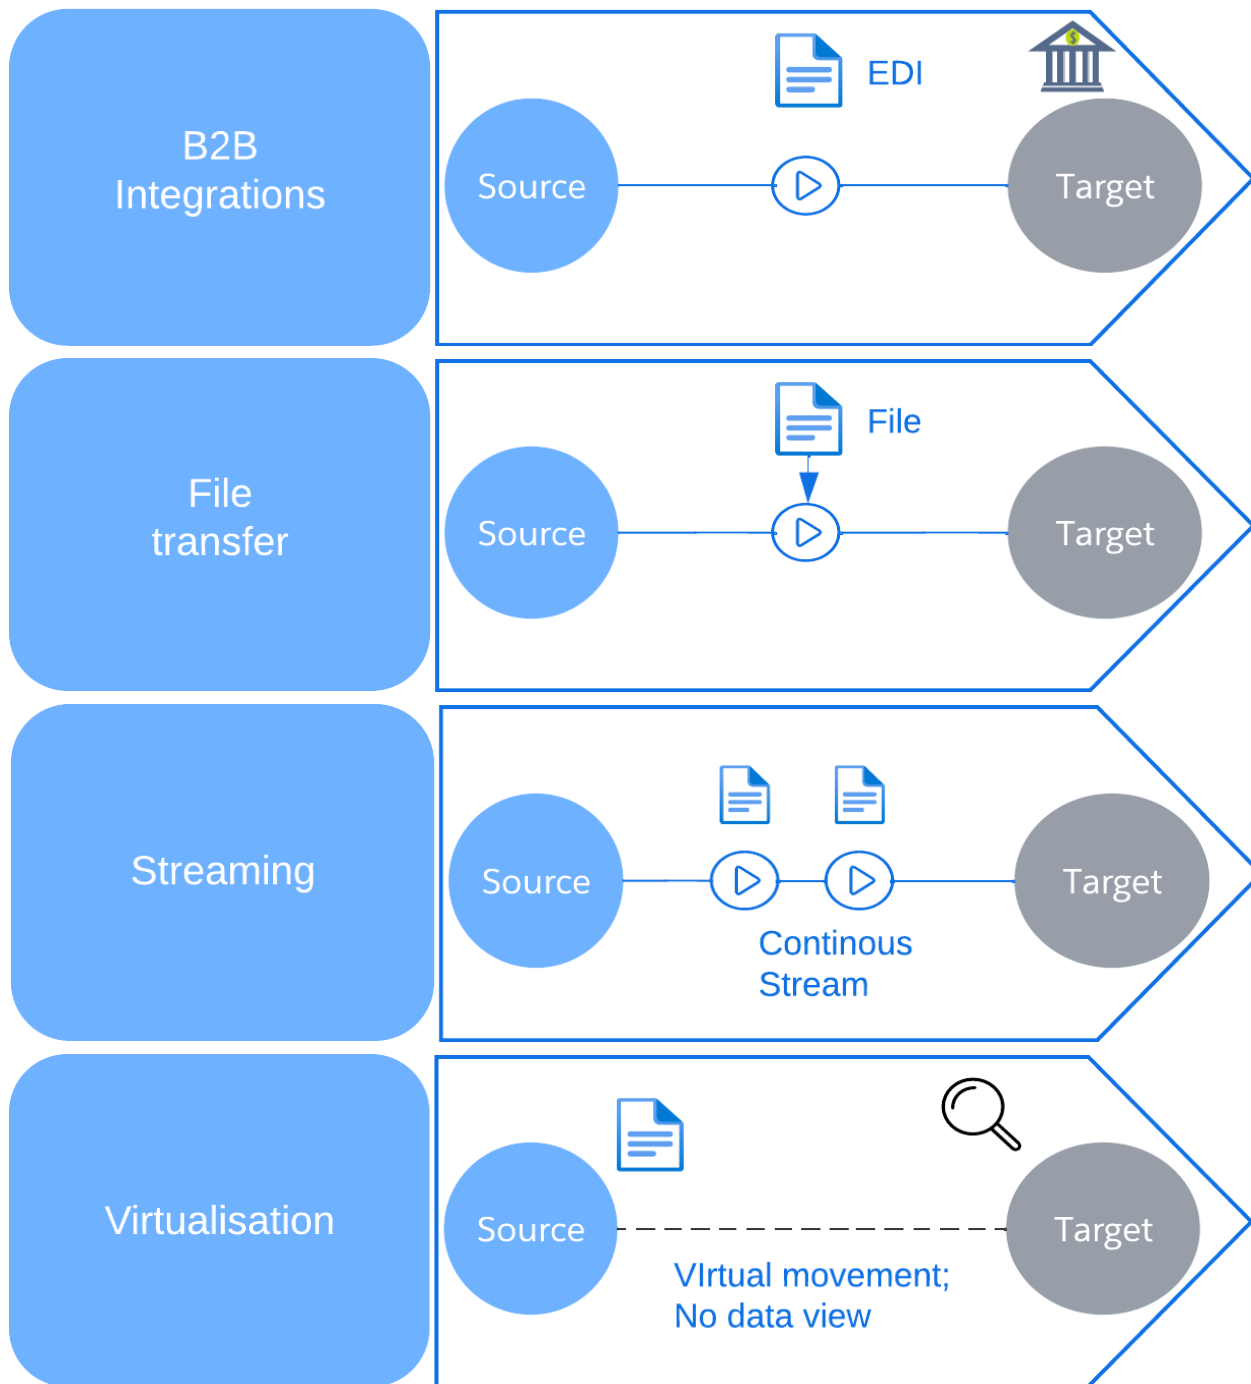 B2B
Integrations
EDI
Source
Target
File
transfer
File
Source
Target
Streaming
Source
Target
Continous
Stream
Virtualisation
Source
Target
VIrtual movement;
No data view